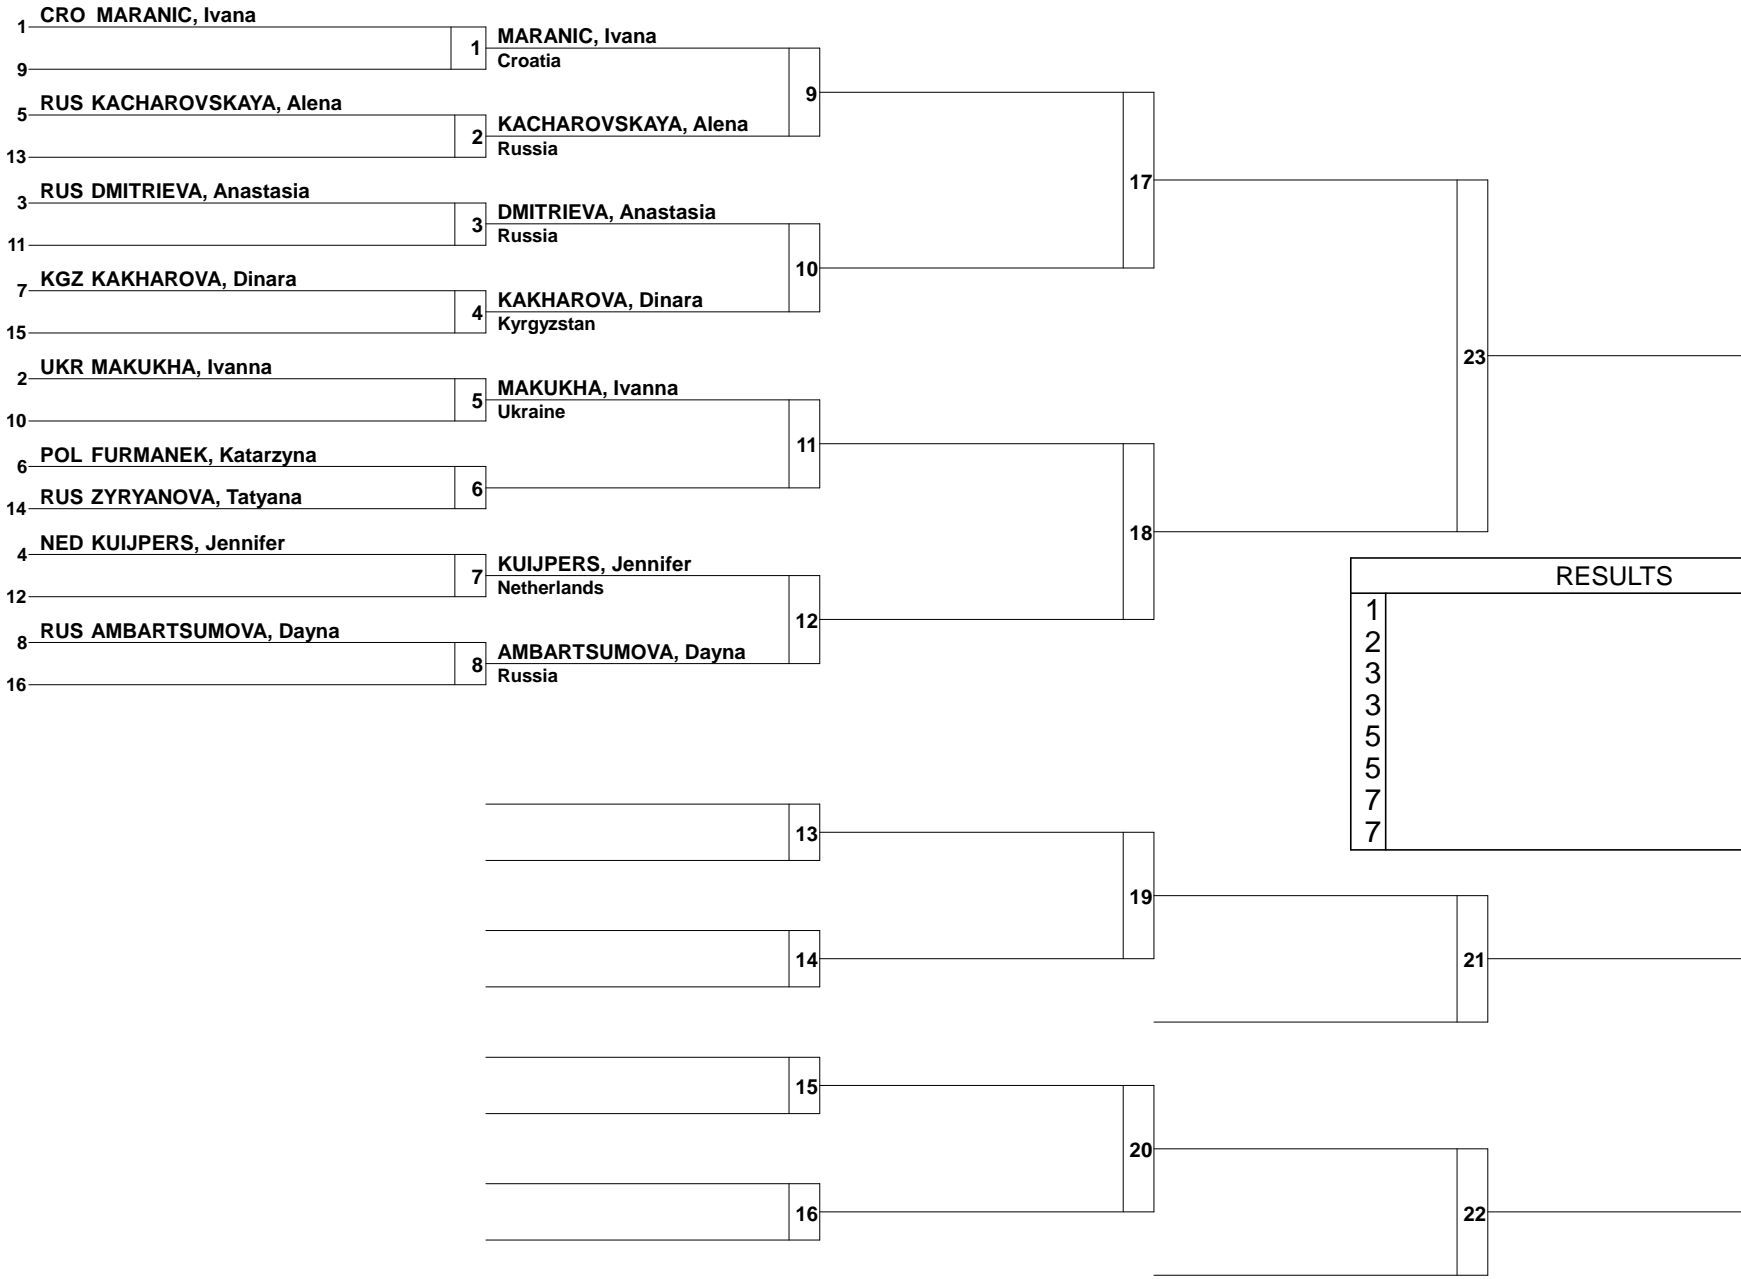 CRO MARANIC, Ivana
1
9
1
MARANIC, Ivana
Croatia
RUS KACHAROVSKAYA, Alena
5
13
2
KACHAROVSKAYA, Alena
Russia
9
RUS DMITRIEVA, Anastasia
3
11
3
DMITRIEVA, Anastasia
Russia
KGZ KAKHAROVA, Dinara
7
15
4
KAKHAROVA, Dinara
Kyrgyzstan
10
17
UKR MAKUKHA, Ivanna
2
10
5
MAKUKHA, Ivanna
Ukraine
POL FURMANEK, Katarzyna
6
RUS ZYRYANOVA, Tatyana
14
6
11
NED KUIJPERS, Jennifer
4
12
7
KUIJPERS, Jennifer
Netherlands
RUS AMBARTSUMOVA, Dayna
8
16
8
AMBARTSUMOVA, Dayna
Russia
12
18
23
RESULTS
1
2
3
3
5
5
7
7
13
14
19
21
15
16
20
22